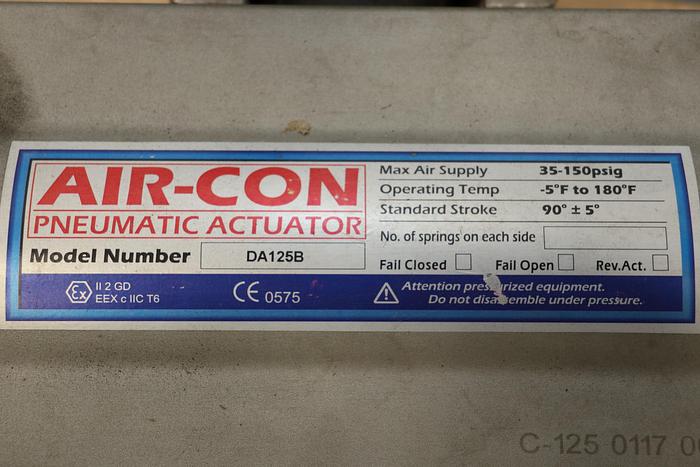 AIR-CON
PNEUMATIC ACTUATOR
Model Number DA125B
Max Air Supply 35-150psig
Operating Temp -5°F to 180°F
Standard Stroke 90° ± 5°
No. of springs on each side
Fail Closed Fail Open Rev.Act.
Ex II 2 GD
EEX c IIC T6
CE 0575
Attention pressurized equipment.
Do not disassemble under pressure.
C-125 0117